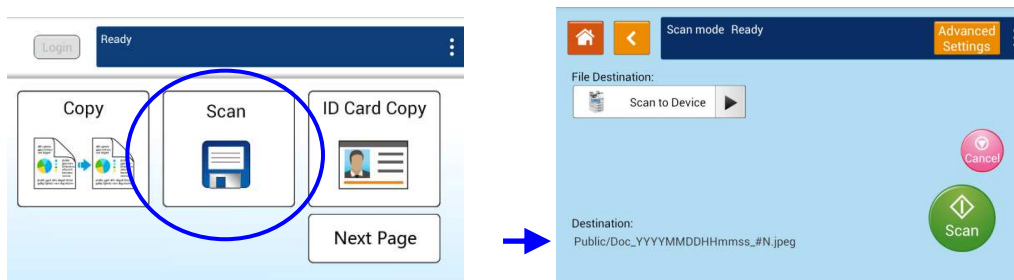 Login
Ready
Copy
Scan
ID Card Copy
Next Page
Scan mode Ready
Advanced
Settings
File Destination:
Scan to Device
Cancel
Scan
Destination:
Public/Doc_YYYYMMDDHHmmss_#N.jpeg